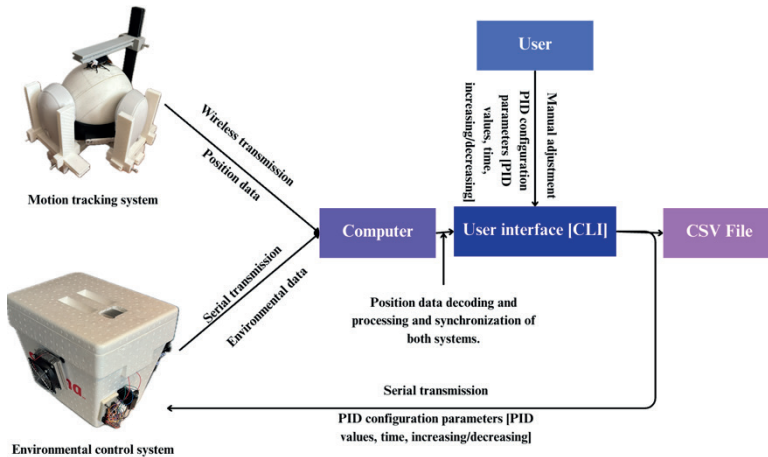 User
Manual adjustment
PID configuration
parameters [PID
values, time,
increasing/decreasing]
Wireless transmission
Position data
Motion tracking system
Computer
User interface [CLI]
CSV File
Serial transmission
Environmental data
Position data decoding and
processing and synchronization of
both systems.
Serial transmission
PID configuration parameters [PID
values, time, increasing/decreasing]
Environmental control system